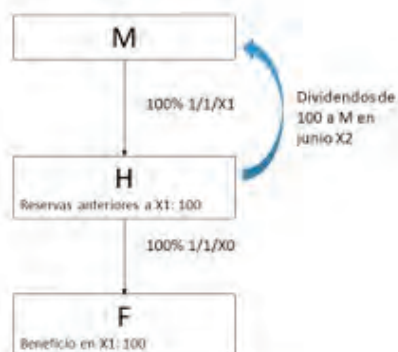 M
100% 1/1/X1
Dividendos de
100 a M en
junio X2
H
Reservas anteriores a X1: 100
100% 1/1/X0
F
Beneficio en X1: 100